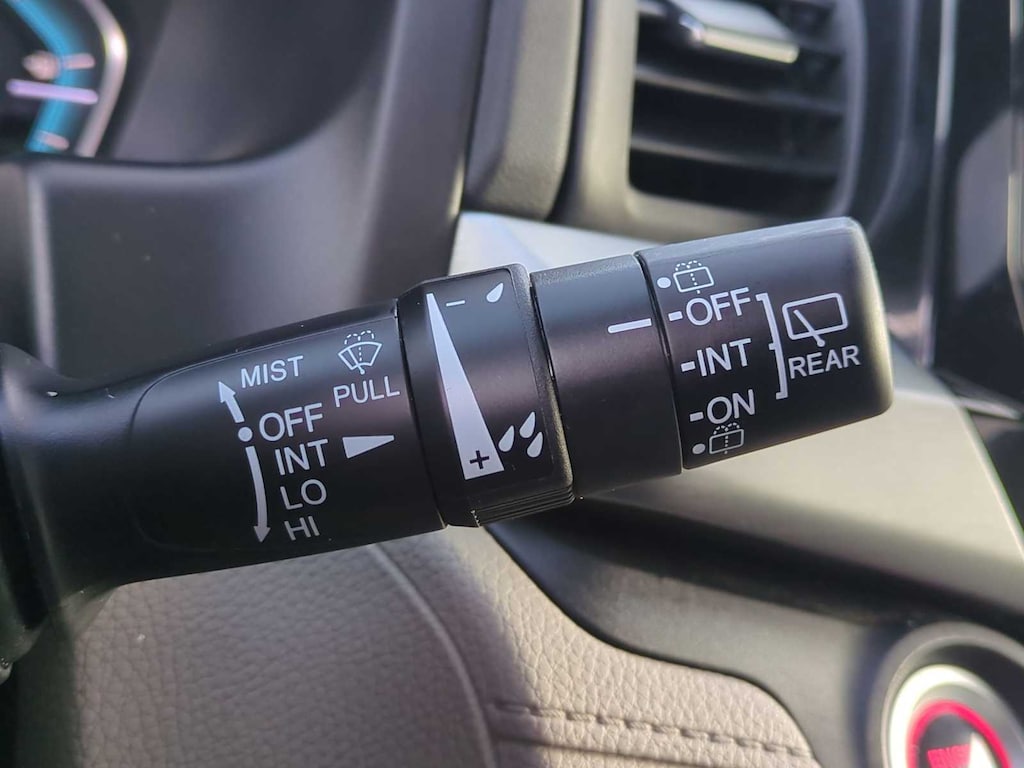 MIST
PULL
OFF
INT
LO
HI
-
+
-OFF
-INT
-ON
REAR